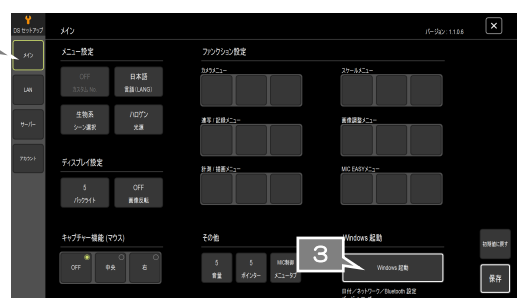 DS セットアップ
メイン
バージョン : 1.1.0.6
メイン
LAN
サーバー
アカウント
メニュー設定
OFF
日本語
言語(LANG)
生物系
シーン選択
ハロゲン
光源
ディスプレイ設定
5
バックライト
OFF
画像反転
キャプチャー機能 (マウス)
OFF
中央
右
ファンクション設定
カメラメニュー
スケールメニュー
連写 / 記録メニュー
画像調整メニュー
計測 / 描画メニュー
MIC EASYメニュー
その他
5
音量
5
ポインター
MIC制御
メニュータブ
3
Windows 起動
Windows 起動
日付/ネットワーク/Bluetooth 設定
初期値に戻す
保存